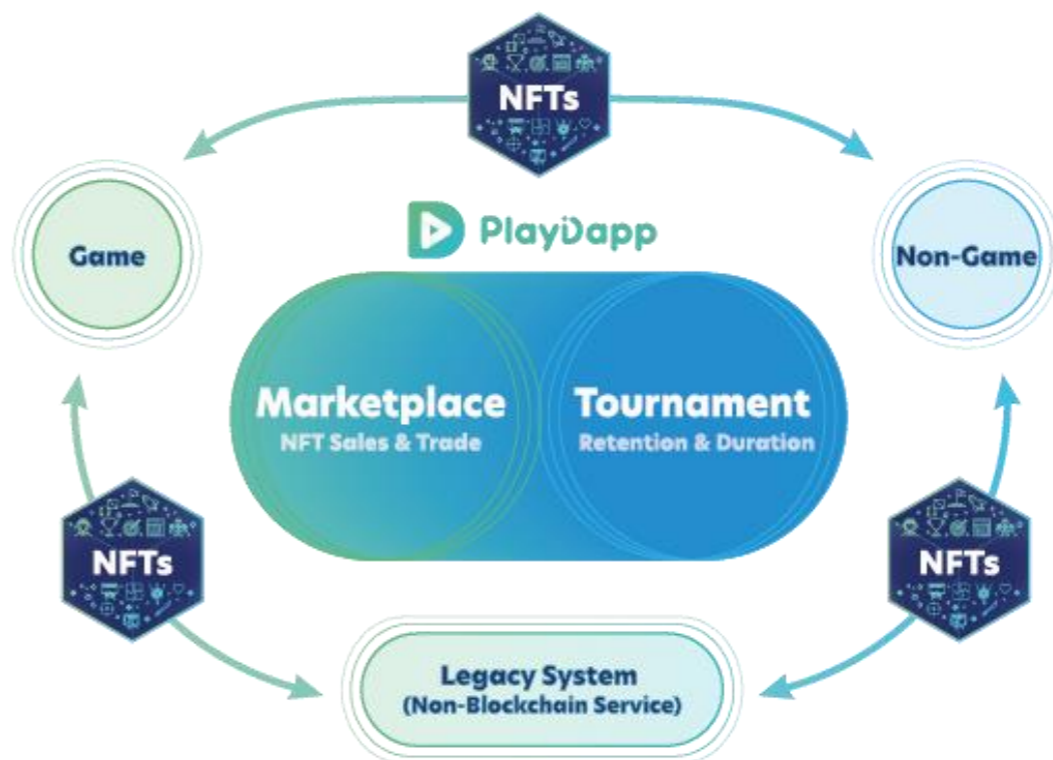 NFTs
PlayDapp
Game
Non-Game
Marketplace
NFT Sales & Trade
Tournament
Retention & Duration
NFTs
NFTs
Legacy System
(Non-Blockchain Service)